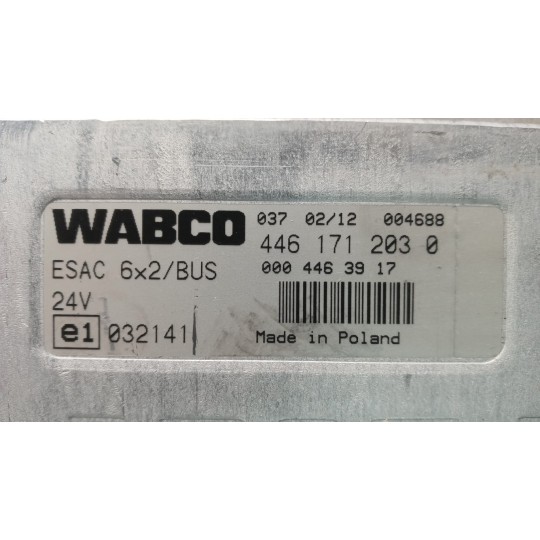 WABCO
037 02/12 004688
446 171 203 0
ESAC 6x2/BUS
000 446 39 17
24V
e1 032141
Made in Poland